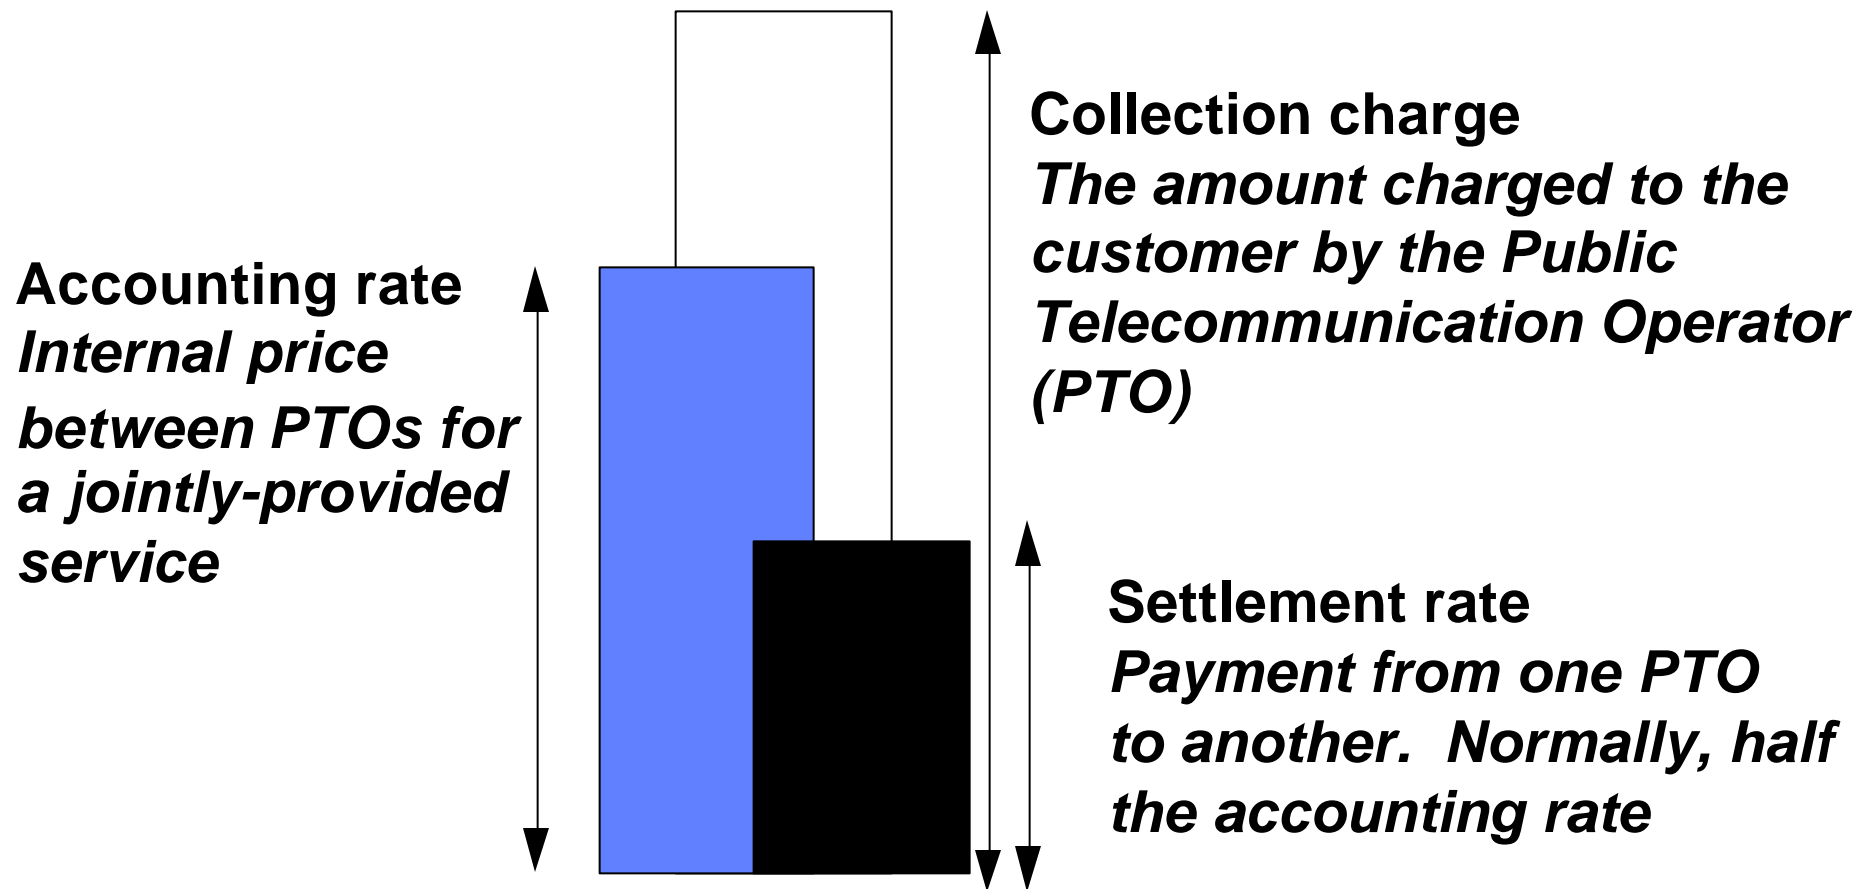 Collection charge
The amount charged to the
customer by the Public
Telecommunication Operator
(PTO)
Accounting rate
Internal price
between PTOs for
a jointly-provided
service
Settlement rate
Payment from one PTO
to another.  Normally, half
the accounting rate